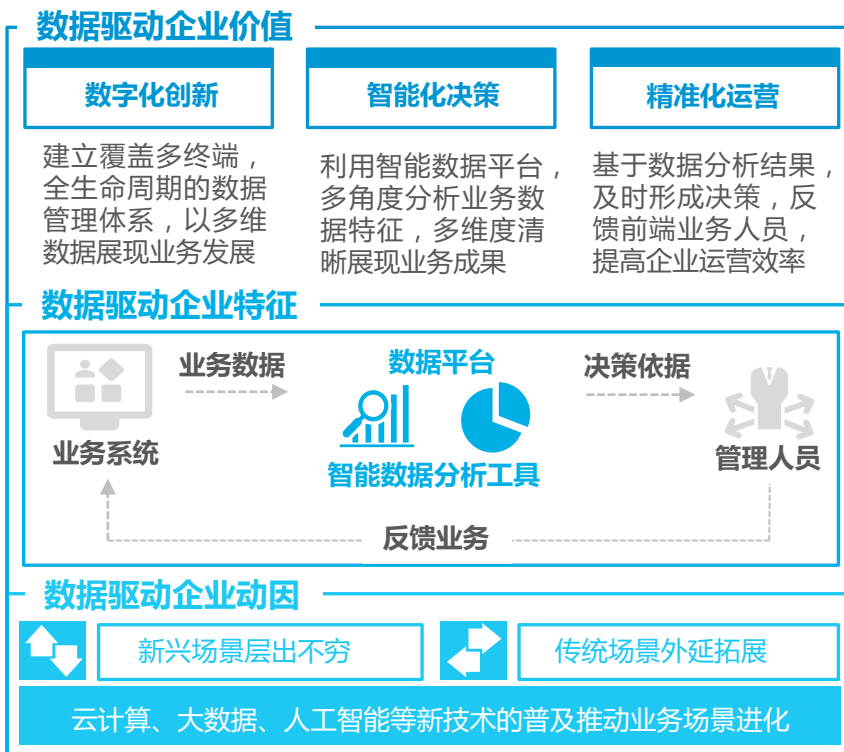 数据驱动企业价值
数字化创新
建立覆盖多终端，
全生命周期的数据
管理体系，以多维
数据展现业务发展
智能化决策
利用智能数据平台，
多角度分析业务数
据特征，多维度清
晰展现业务成果
精准化运营
基于数据分析结果，
及时形成决策，反
馈前端业务人员，
提高企业运营效率
数据驱动企业特征
业务系统
业务数据
数据平台
智能数据分析工具
决策依据
管理人员
反馈业务
数据驱动企业动因
新兴场景层出不穷
传统场景外延拓展
云计算、大数据、人工智能等新技术的普及推动业务场景进化